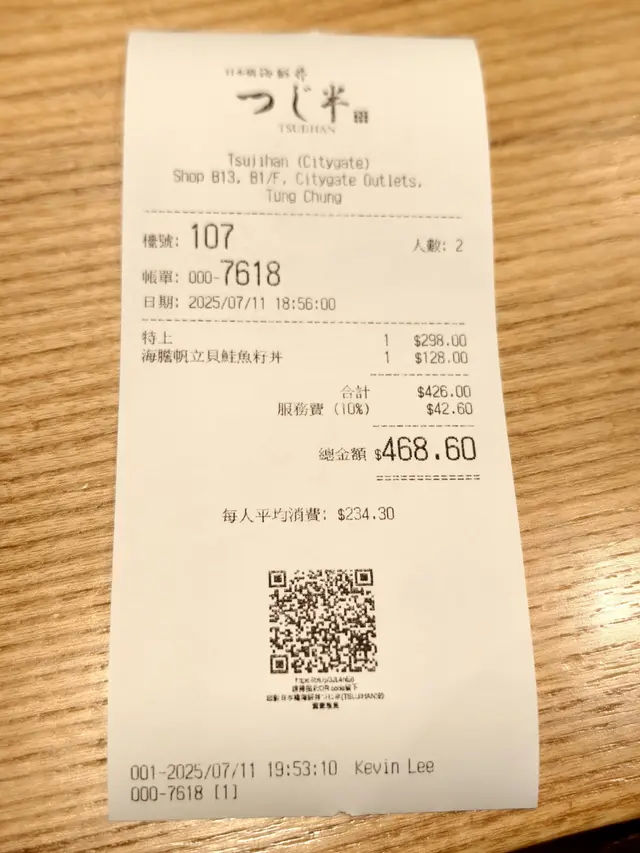 日本橋海鮮丼
つじ半
TSUJIHAN
Tsujihan (Citygate)
Shop B13, B1/F, Citygate Outlets,
Tung Chung
檯號: 107 人數: 2
帳單: 000-7618
日期: 2025/07/11 18:56:00
特上 1 $298.00
海膽帆立貝鮭魚籽丼 1 $128.00
合計 $426.00
服務費 (10%) $42.60
總金額 $468.60
每人平均消費: $234.30
001-2025/07/11 19:53:10 Kevin Lee
000-7618 [1]